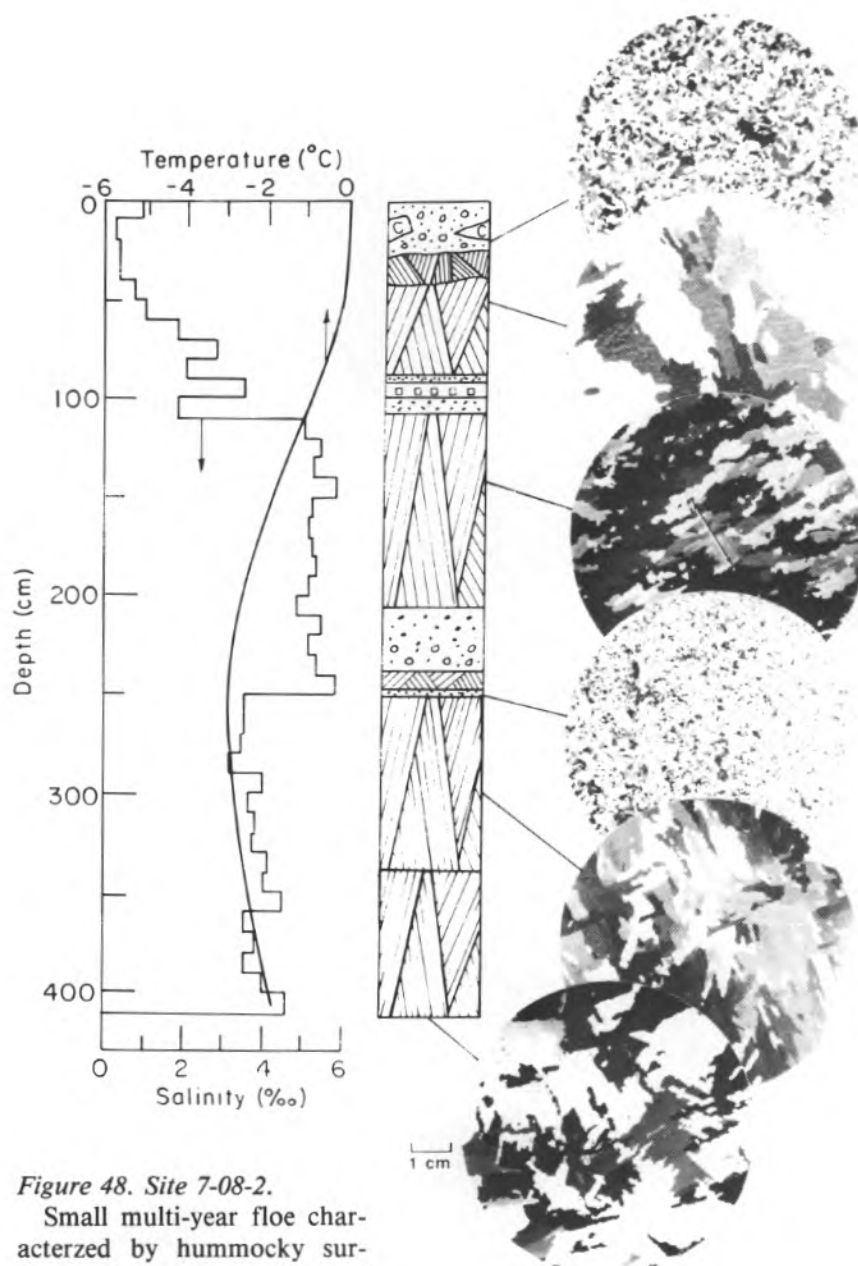 Temperature (°C)
-6 -4 -2 0
0
100
200
300
400
Depth (cm)
0 2 4 6
Salinity (‰)
C C
1 cm
Figure 48. Site 7-08-2.
Small multi-year floe char-
acterzed by hummocky sur-